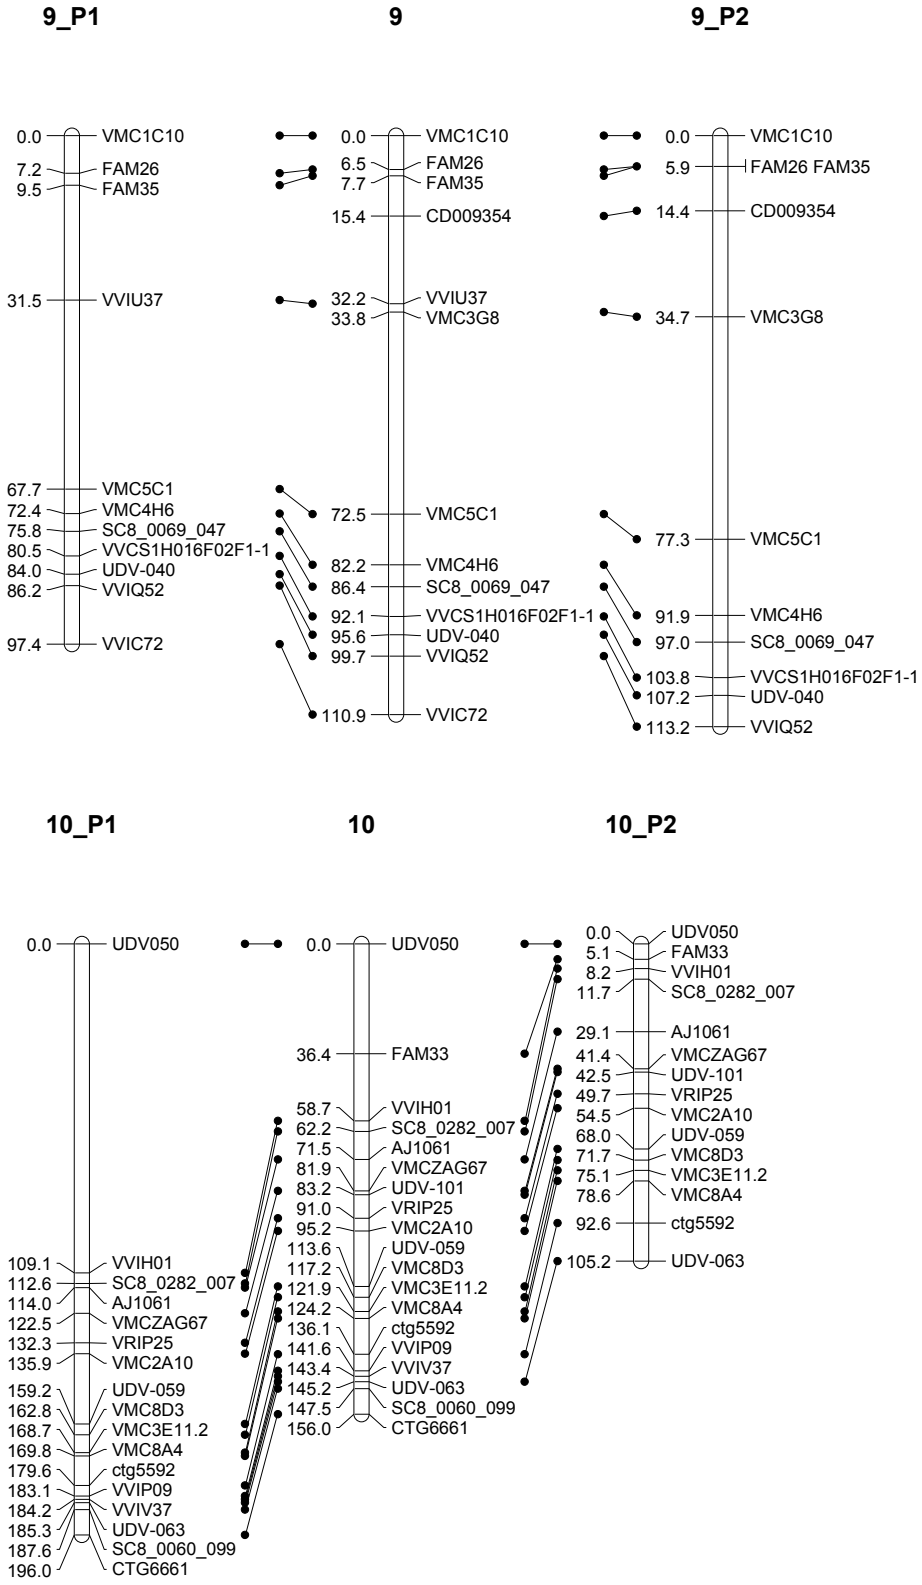 9_P1
0.0 VMC1C10
7.2 FAM26
9.5 FAM35
31.5 VVIU37
67.7 VMC5C1
72.4 VMC4H6
75.8 SC8_0069_047
80.5 VVCS1H016F02F1-1
84.0 UDV-040
86.2 VVIQ52
97.4 VVIC72
9
0.0 VMC1C10
6.5 FAM26
7.7 FAM35
15.4 CD009354
32.2 VVIU37
33.8 VMC3G8
72.5 VMC5C1
82.2 VMC4H6
86.4 SC8_0069_047
92.1 VVCS1H016F02F1-1
95.6 UDV-040
99.7 VVIQ52
110.9 VVIC72
9_P2
0.0 VMC1C10
5.9 FAM26 FAM35
14.4 CD009354
34.7 VMC3G8
77.3 VMC5C1
91.9 VMC4H6
97.0 SC8_0069_047
103.8 VVCS1H016F02F1-1
107.2 UDV-040
113.2 VVIQ52
10_P1
0.0 UDV050
109.1 VVIH01
112.6 SC8_0282_007
114.0 AJ1061
122.5 VMCZAG67
132.3 VRIP25
135.9 VMC2A10
159.2 UDV-059
162.8 VMC8D3
168.7 VMC3E11.2
169.8 VMC8A4
179.6 ctg5592
183.1 VVIP09
184.2 VVIV37
185.3 UDV-063
187.6 SC8_0060_099
196.0 CTG6661
10
0.0 UDV050
36.4 FAM33
58.7 VVIH01
62.2 SC8_0282_007
71.5 AJ1061
81.9 VMCZAG67
83.2 UDV-101
91.0 VRIP25
95.2 VMC2A10
113.6 UDV-059
117.2 VMC8D3
121.9 VMC3E11.2
124.2 VMC8A4
136.1 ctg5592
141.6 VVIP09
143.4 VVIV37
145.2 UDV-063
147.5 SC8_0060_099
156.0 CTG6661
10_P2
0.0 UDV050
5.1 FAM33
8.2 VVIH01
11.7 SC8_0282_007
29.1 AJ1061
41.4 VMCZAG67
42.5 UDV-101
49.7 VRIP25
54.5 VMC2A10
68.0 UDV-059
71.7 VMC8D3
75.1 VMC3E11.2
78.6 VMC8A4
92.6 ctg5592
105.2 UDV-063